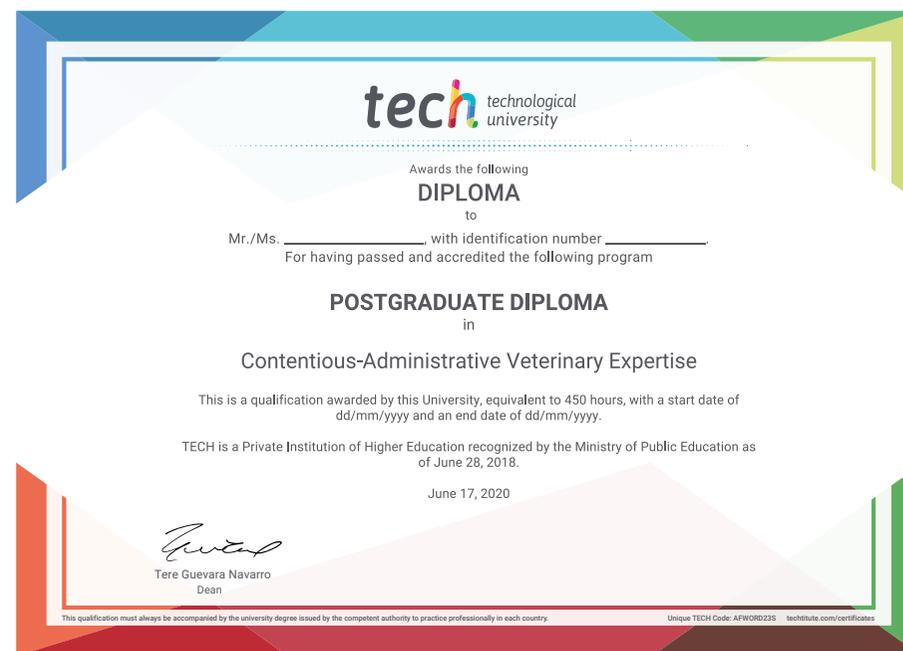 tech technological
university
Awards the following
DIPLOMA
to
Mr./Ms. ________________, with identification number ____________.
For having passed and accredited the following program
POSTGRADUATE DIPLOMA
in
Contentious-Administrative Veterinary Expertise
This is a qualification awarded by this University, equivalent to 450 hours, with a start date of
dd/mm/yyyy and an end date of dd/mm/yyyy.
TECH is a Private Institution of Higher Education recognized by the Ministry of Public Education as
of June 28, 2018.
June 17, 2020
Tere Guevara Navarro
Dean
This qualification must always be accompanied by the university degree issued by the competent authority to practice professionally in each country. Unique TECH Code: AFWORD23S techtitute.com/certificates